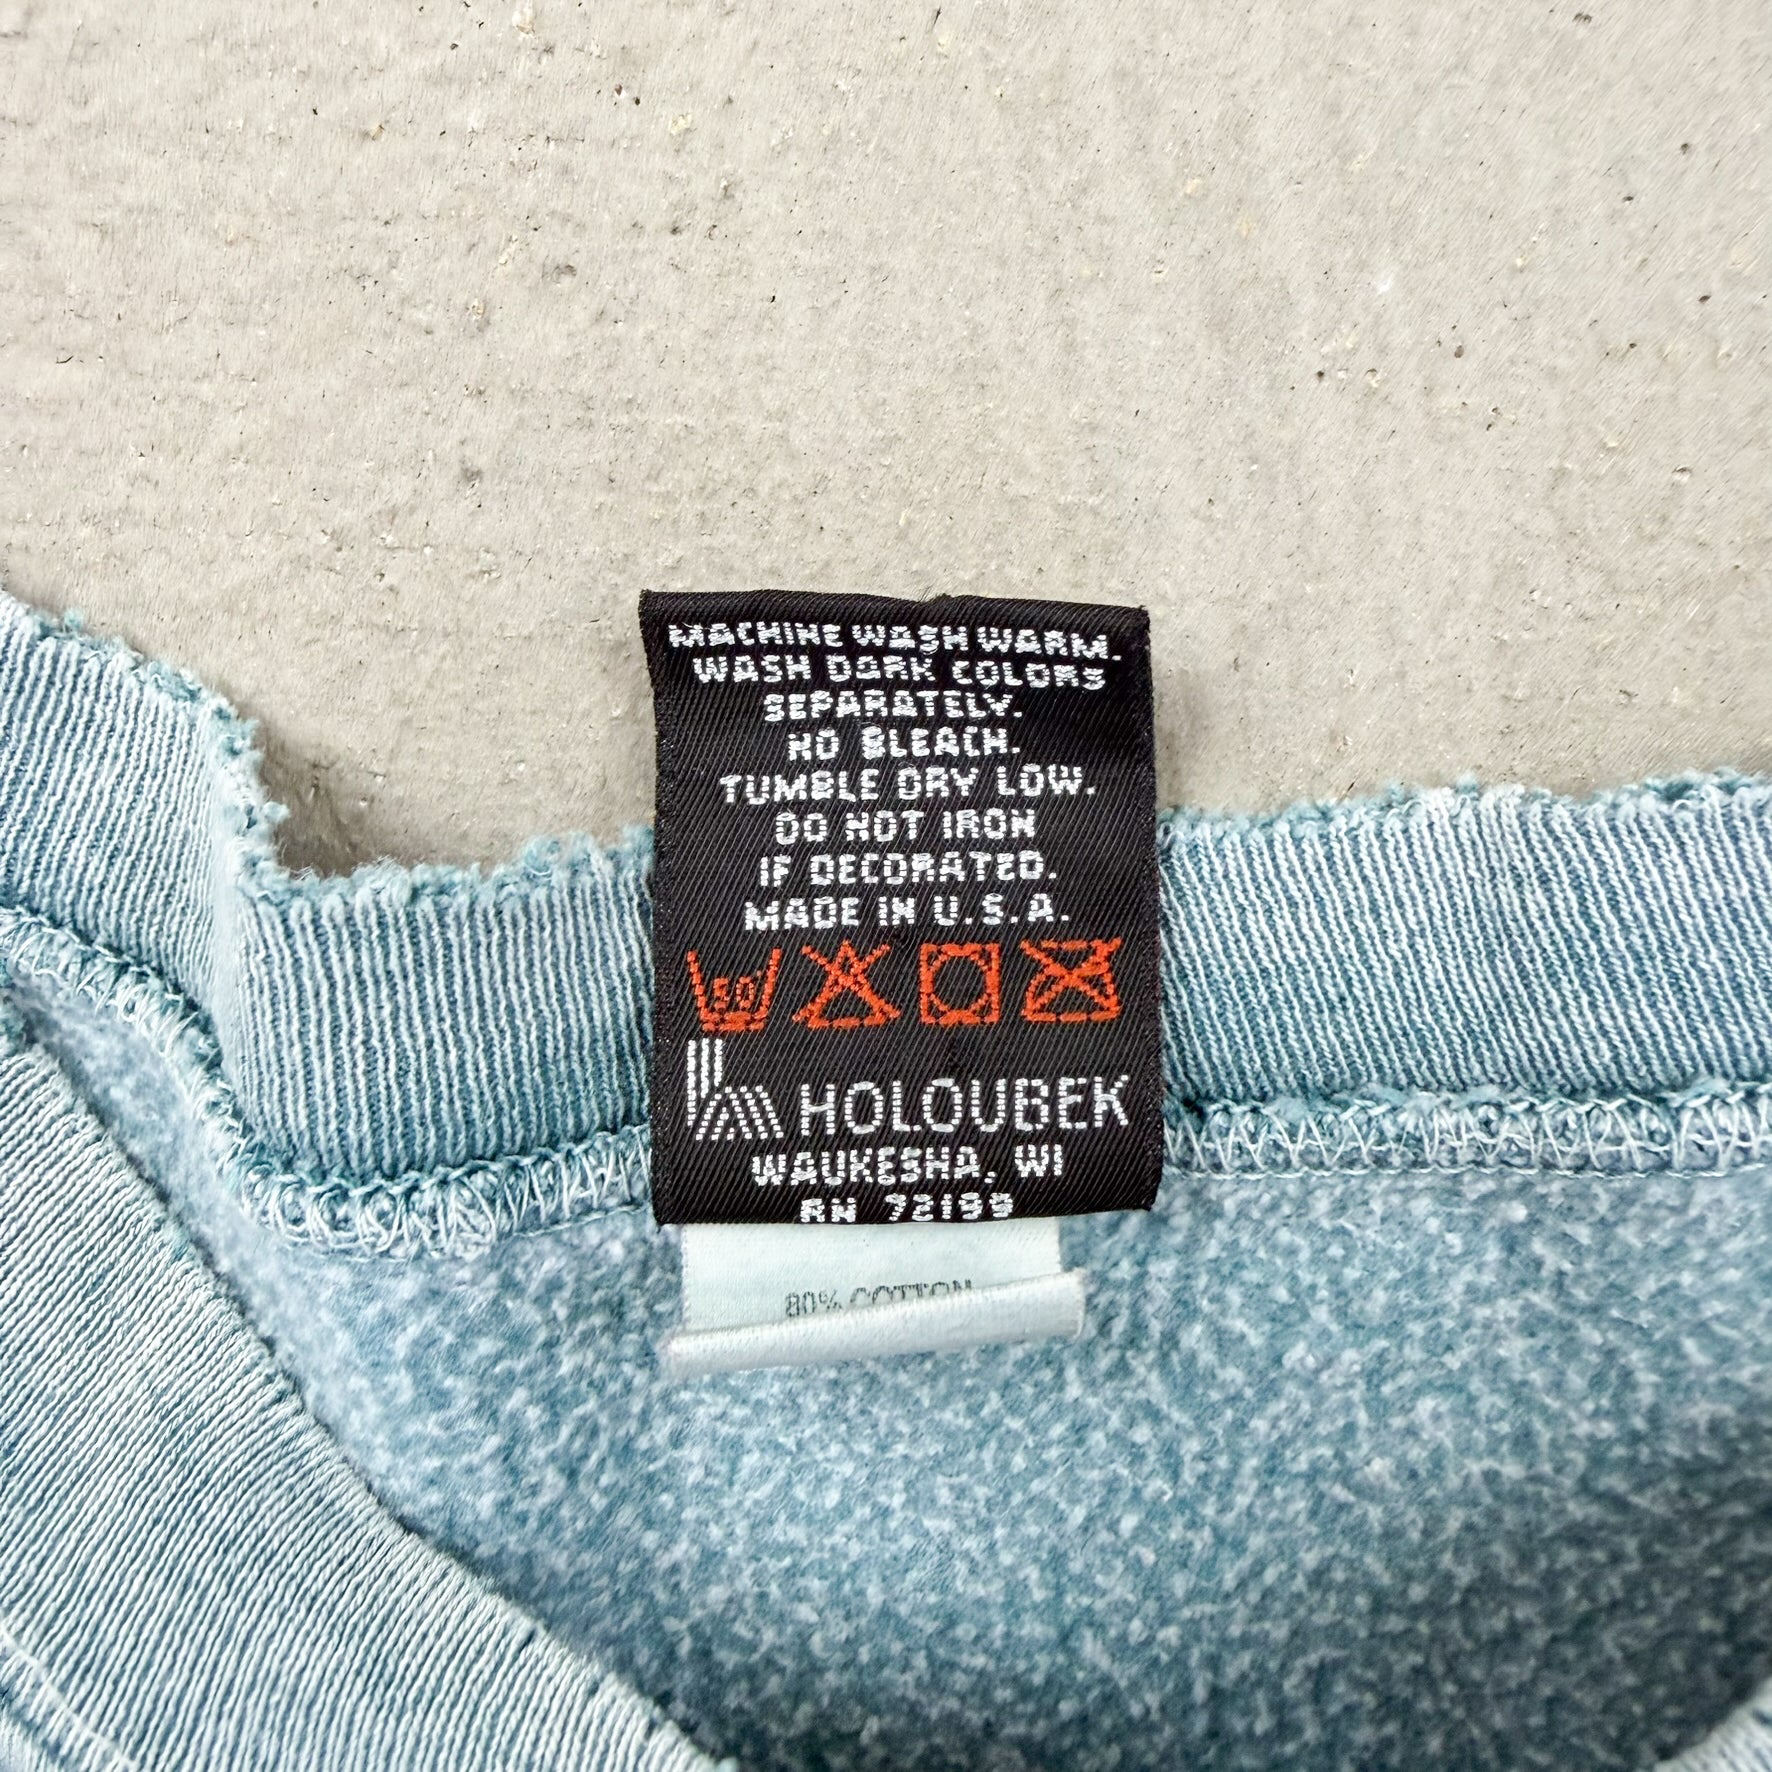 MACHINE WASH WARM.
WASH DARK COLORS
SEPARATELY.
NO BLEACH.
TUMBLE DRY LOW.
DO NOT IRON
IF DECORATED.
MADE IN U.S.A.
50°
HOLOUBEK
WAUKESHA, WI
RN 72199
80% COTTON